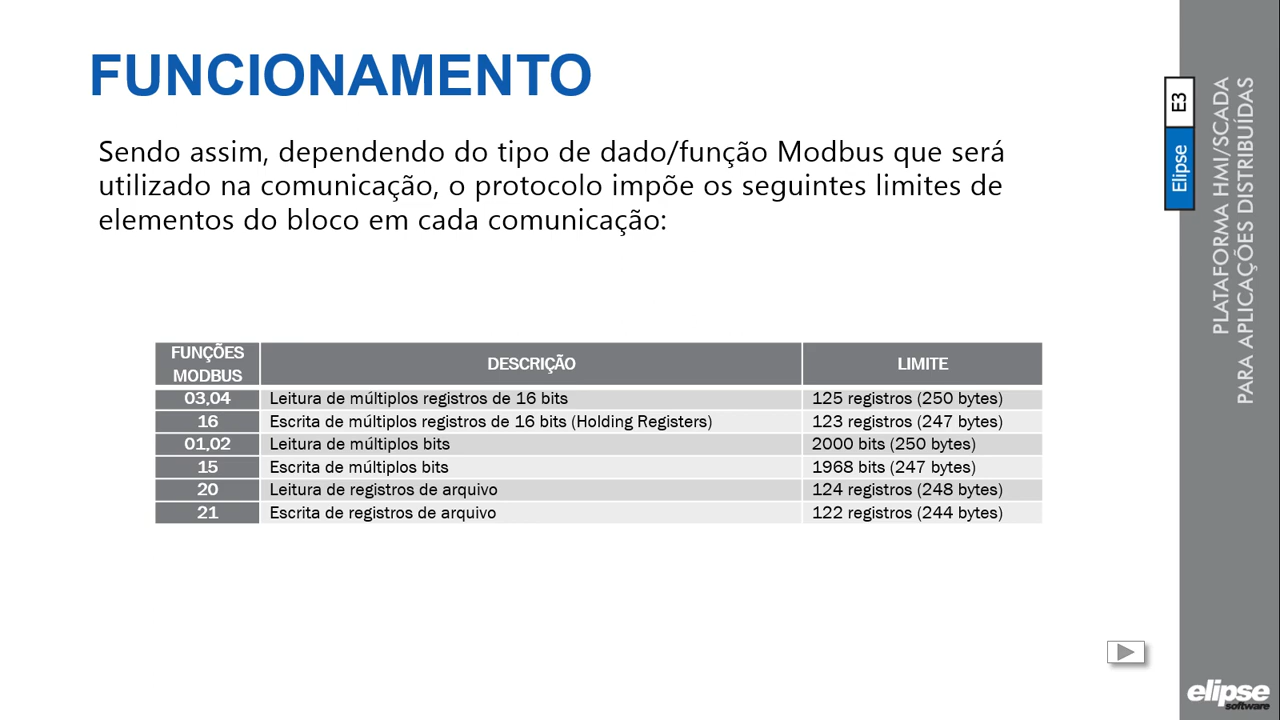 FUNCIONAMENTO
Sendo assim, dependendo do tipo de dado/função Modbus que será
utilizado na comunicação, o protocolo impõe os seguintes limites de
elementos do bloco em cada comunicação:
FUNÇÕES
MODBUS
DESCRIÇÃO
LIMITE
03,04 Leitura de múltiplos registros de 16 bits 125 registros (250 bytes)
16 Escrita de múltiplos registros de 16 bits (Holding Registers) 123 registros (247 bytes)
01,02 Leitura de múltiplos bits 2000 bits (250 bytes)
15 Escrita de múltiplos bits 1968 bits (247 bytes)
20 Leitura de registros de arquivo 124 registros (248 bytes)
21 Escrita de registros de arquivo 122 registros (244 bytes)
Elipse E3
PLATAFORMA HMI/SCADA
PARA APLICAÇÕES DISTRIBUÍDAS
elipse
software